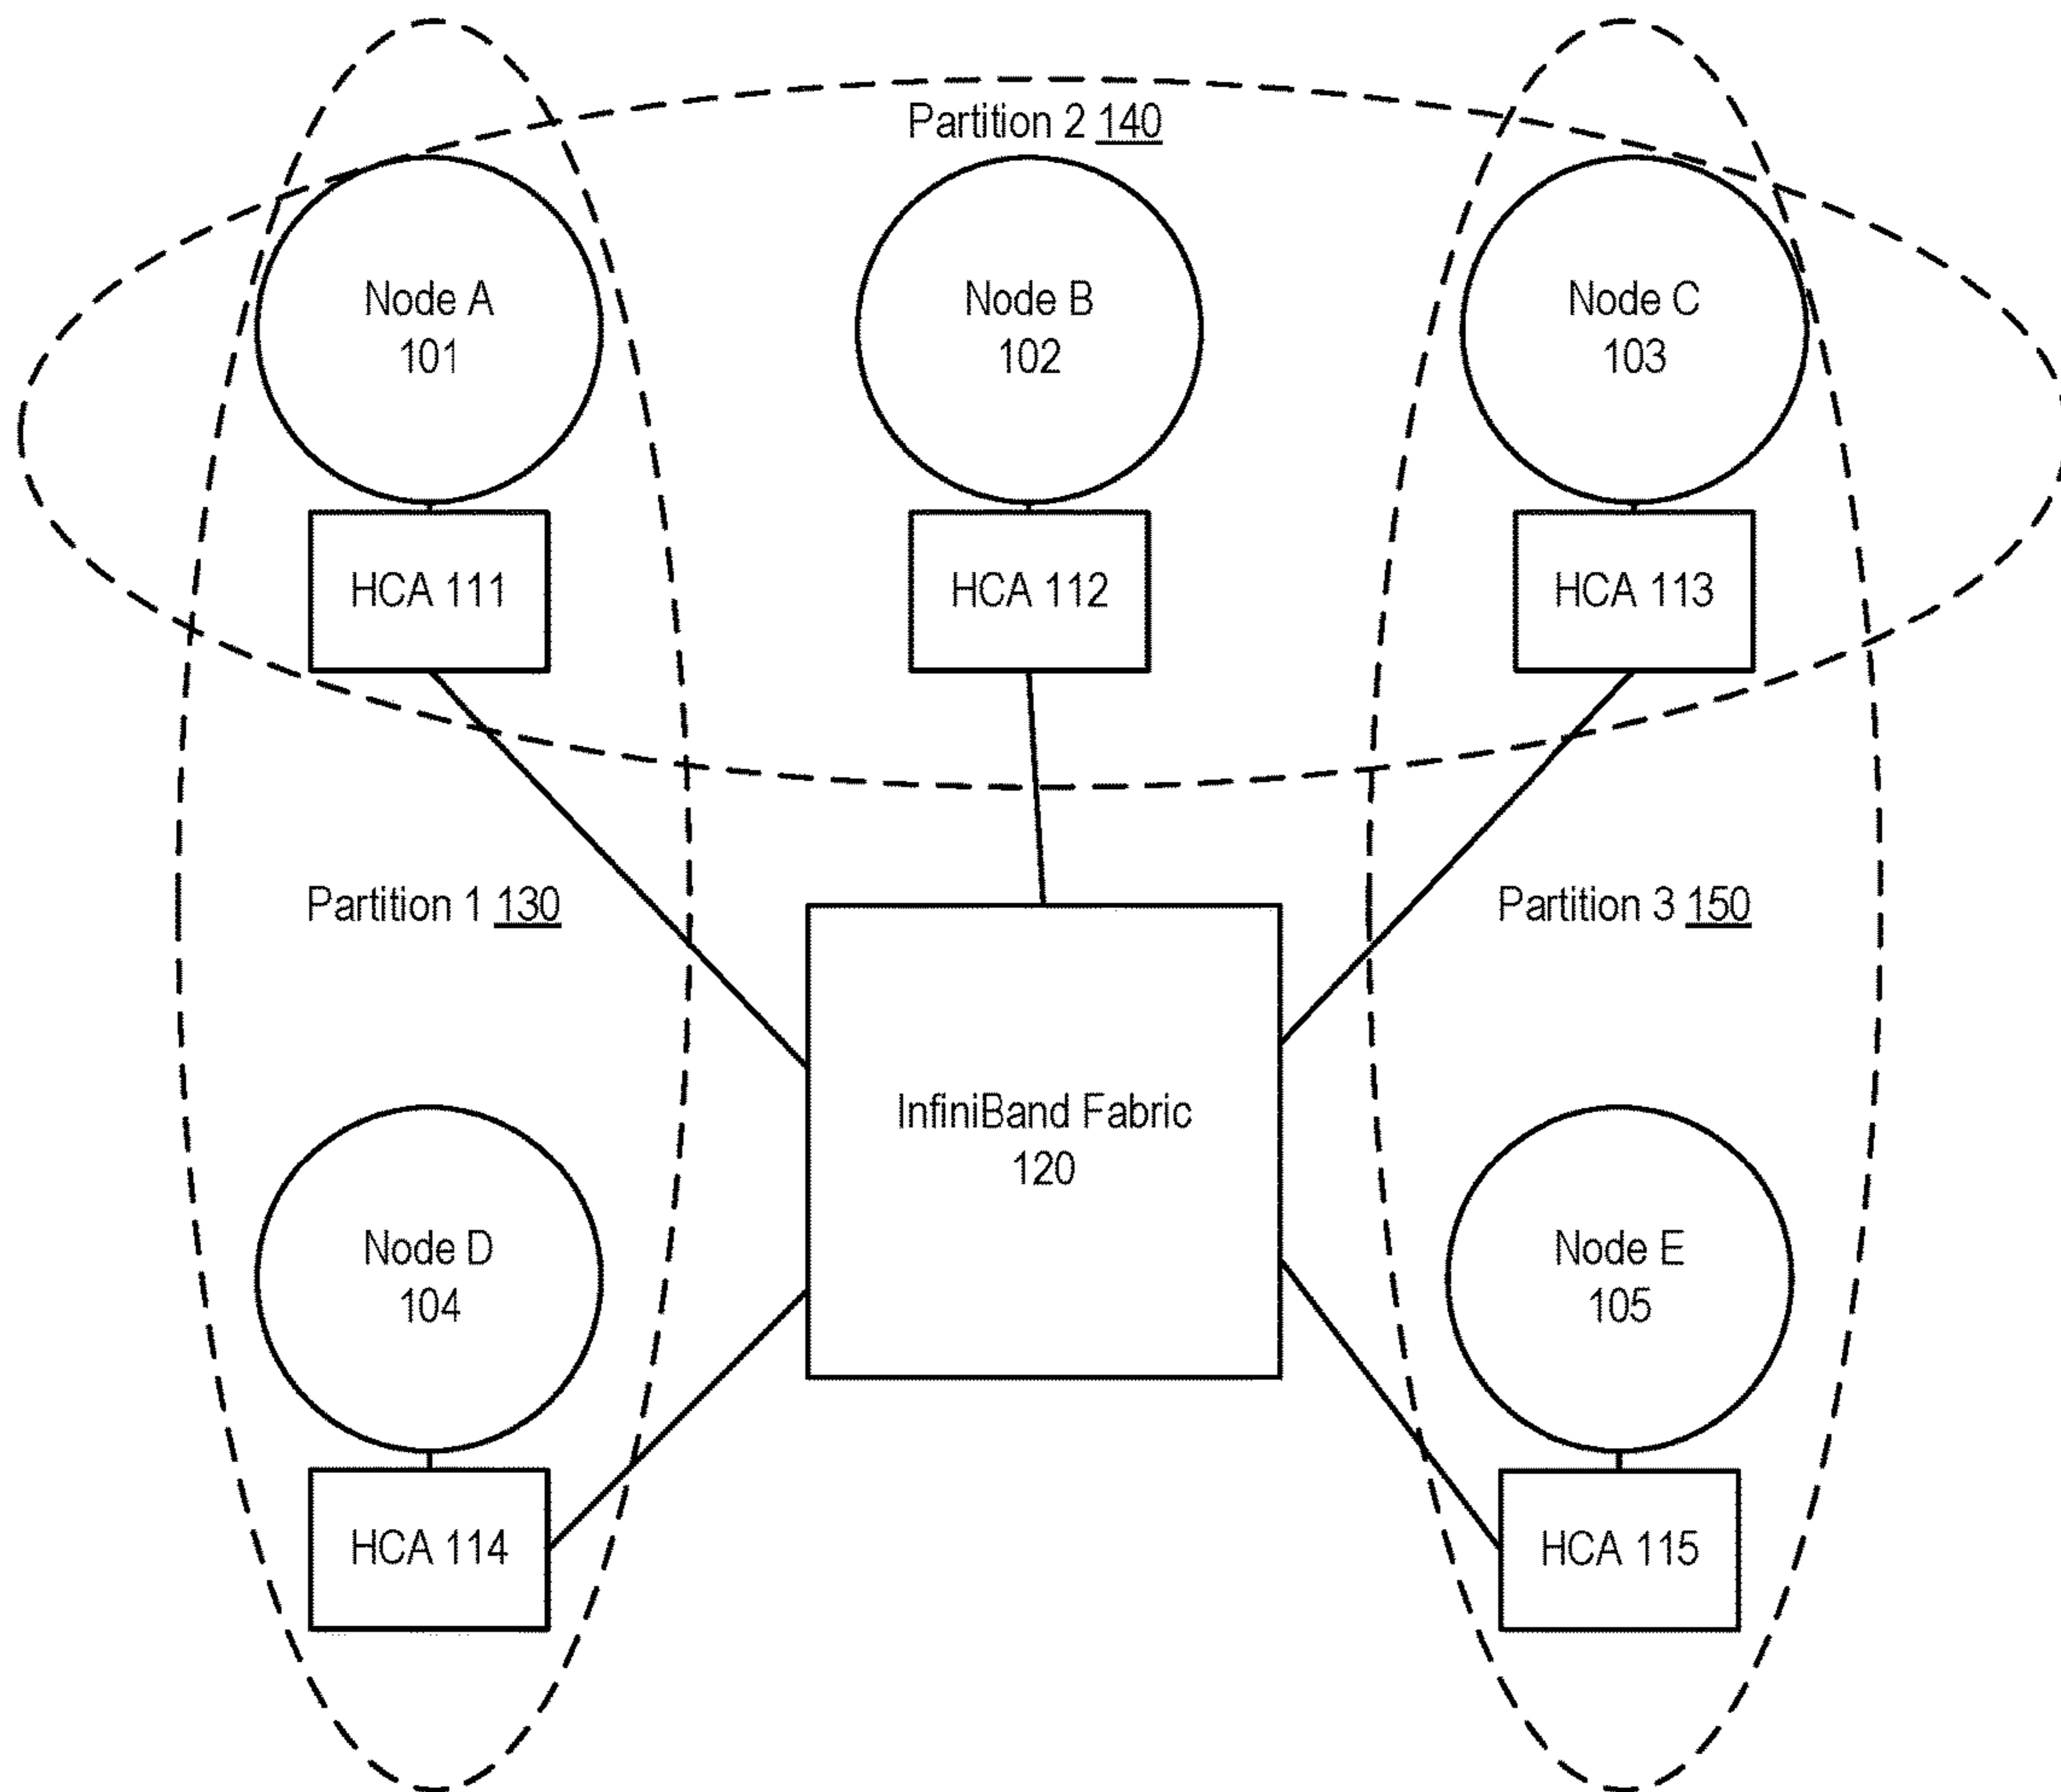 Partition 2 140
Node A
101
Node B
102
Node C
103
HCA 111
HCA 112
HCA 113
Partition 1 130
Partition 3 150
InfiniBand Fabric
120
Node D
104
Node E
105
HCA 114
HCA 115